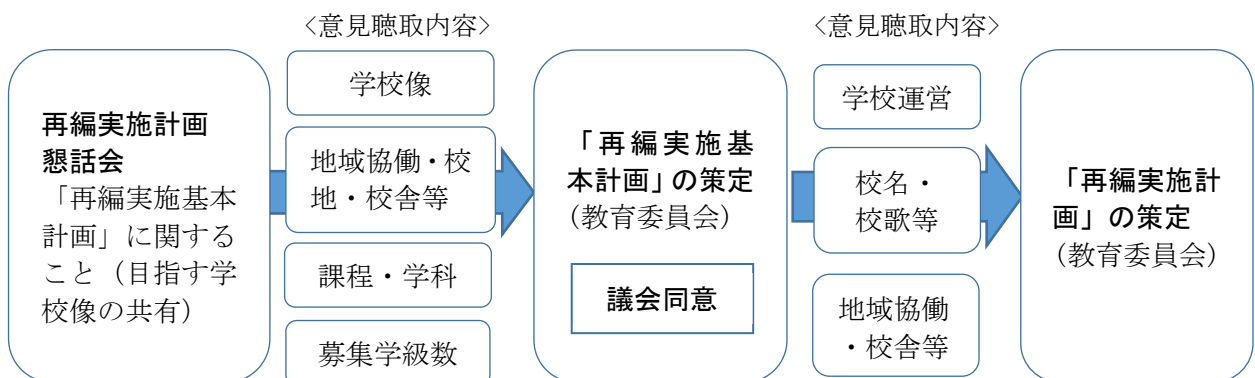 <意見聴取内容>
<意見聴取内容>
再編実施計画
懇話会
「再編実施基本
計画」に関する
こと（目指す学
校像の共有）
学校像
地域協働・校
地・校舎等
課程・学科
募集学級数
「再編実施基
本計画」の策定
（教育委員会）
議会同意
学校運営
校名・
校歌等
地域協働
・校舎等
「再編実施計
画」の策定
（教育委員会）